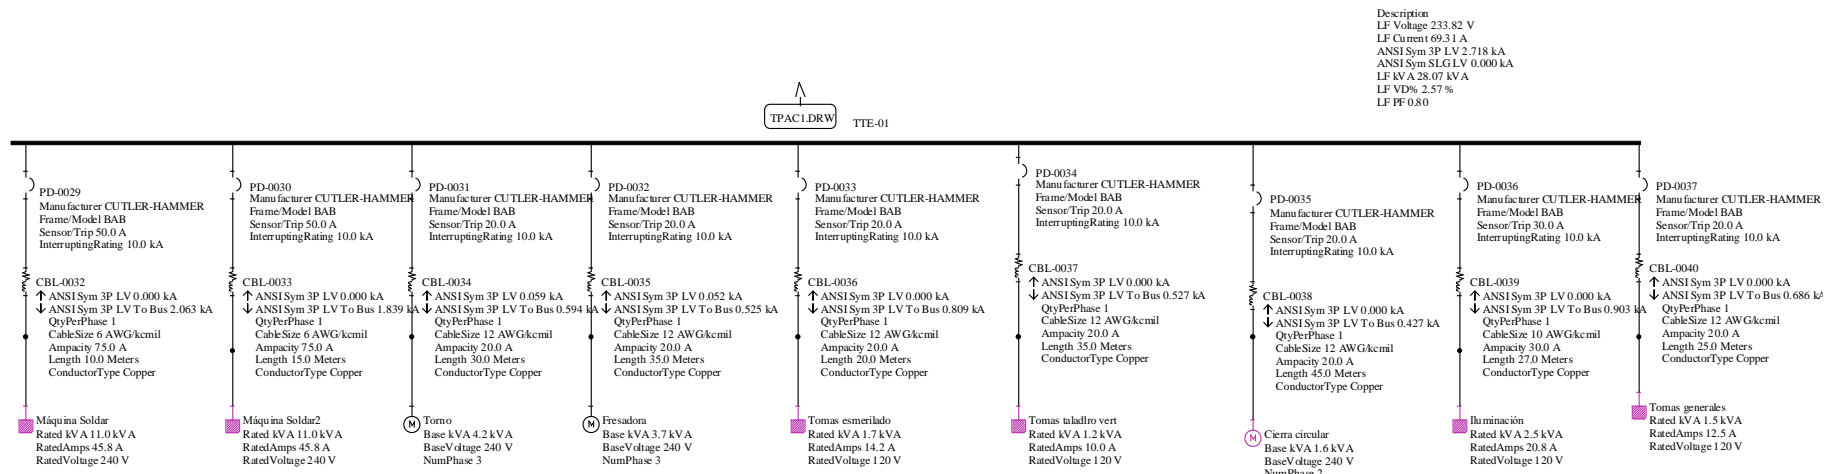 Description
LF Voltage 233.82 V
LF Current 69.31 A
ANSI Sym 3P LV 2.718 kA
ANSI Sym SLG LV 0.000 kA
LF kVA 28.07 kVA
LF VD% 2.57 %
LF PF 0.80
TPAC1.DRW
TTE-01
PD-0029
Manufacturer CUTLER-HAMMER
Frame/Model BAB
Sensor/Trip 50.0 A
InterruptingRating 10.0 kA
CBL-0032
ANSI Sym 3P LV 0.000 kA
ANSI Sym 3P LV To Bus 2.063 kA
QtyPerPhase 1
CableSize 6 AWG/kcmil
Ampacity 75.0 A
Length 10.0 Meters
ConductorType Copper
Máquina Soldar
Rated kVA 11.0 kVA
RatedAmps 45.8 A
RatedVoltage 240 V
PD-0030
Manufacturer CUTLER-HAMMER
Frame/Model BAB
Sensor/Trip 50.0 A
InterruptingRating 10.0 kA
CBL-0033
ANSI Sym 3P LV 0.000 kA
ANSI Sym 3P LV To Bus 1.839 kA
QtyPerPhase 1
CableSize 6 AWG/kcmil
Ampacity 75.0 A
Length 15.0 Meters
ConductorType Copper
Máquina Soldar2
Rated kVA 11.0 kVA
RatedAmps 45.8 A
RatedVoltage 240 V
PD-0031
Manufacturer CUTLER-HAMMER
Frame/Model BAB
Sensor/Trip 20.0 A
InterruptingRating 10.0 kA
CBL-0034
ANSI Sym 3P LV 0.059 kA
ANSI Sym 3P LV To Bus 0.594 kA
QtyPerPhase 1
CableSize 12 AWG/kcmil
Ampacity 20.0 A
Length 30.0 Meters
ConductorType Copper
M
Torno
Base kVA 4.2 kVA
BaseVoltage 240 V
NumPhase 3
PD-0032
Manufacturer CUTLER-HAMMER
Frame/Model BAB
Sensor/Trip 20.0 A
InterruptingRating 10.0 kA
CBL-0035
ANSI Sym 3P LV 0.052 kA
ANSI Sym 3P LV To Bus 0.525 kA
QtyPerPhase 1
CableSize 12 AWG/kcmil
Ampacity 20.0 A
Length 35.0 Meters
ConductorType Copper
M
Fresadora
Base kVA 3.7 kVA
BaseVoltage 240 V
NumPhase 3
PD-0033
Manufacturer CUTLER-HAMMER
Frame/Model BAB
Sensor/Trip 20.0 A
InterruptingRating 10.0 kA
CBL-0036
ANSI Sym 3P LV 0.000 kA
ANSI Sym 3P LV To Bus 0.809 kA
QtyPerPhase 1
CableSize 12 AWG/kcmil
Ampacity 20.0 A
Length 20.0 Meters
ConductorType Copper
Tomas esmerilado
Rated kVA 1.7 kVA
RatedAmps 14.2 A
RatedVoltage 120 V
PD-0034
Manufacturer CUTLER-HAMMER
Frame/Model BAB
Sensor/Trip 20.0 A
InterruptingRating 10.0 kA
CBL-0037
ANSI Sym 3P LV 0.000 kA
ANSI Sym 3P LV To Bus 0.527 kA
QtyPerPhase 1
CableSize 12 AWG/kcmil
Ampacity 20.0 A
Length 35.0 Meters
ConductorType Copper
Tomas taladlro vert
Rated kVA 1.2 kVA
RatedAmps 10.0 A
RatedVoltage 120 V
PD-0035
Manufacturer CUTLER-HAMMER
Frame/Model BAB
Sensor/Trip 20.0 A
InterruptingRating 10.0 kA
CBL-0038
ANSI Sym 3P LV 0.000 kA
ANSI Sym 3P LV To Bus 0.427 kA
QtyPerPhase 1
CableSize 12 AWG/kcmil
Ampacity 20.0 A
Length 45.0 Meters
ConductorType Copper
M
Cierra circular
Base kVA 1.6 kVA
BaseVoltage 240 V
NumPhase 2
PD-0036
Manufacturer CUTLER-HAMMER
Frame/Model BAB
Sensor/Trip 30.0 A
InterruptingRating 10.0 kA
CBL-0039
ANSI Sym 3P LV 0.000 kA
ANSI Sym 3P LV To Bus 0.903 kA
QtyPerPhase 1
CableSize 10 AWG/kcmil
Ampacity 30.0 A
Length 27.0 Meters
ConductorType Copper
Iluminación
Rated kVA 2.5 kVA
RatedAmps 20.8 A
RatedVoltage 120 V
PD-0037
Manufacturer CUTLER-HAMMER
Frame/Model BAB
Sensor/Trip 20.0 A
InterruptingRating 10.0 kA
CBL-0040
ANSI Sym 3P LV 0.000 kA
ANSI Sym 3P LV To Bus 0.686 kA
QtyPerPhase 1
CableSize 12 AWG/kcmil
Ampacity 20.0 A
Length 25.0 Meters
ConductorType Copper
Tomas generales
Rated kVA 1.5 kVA
RatedAmps 12.5 A
RatedVoltage 120 V